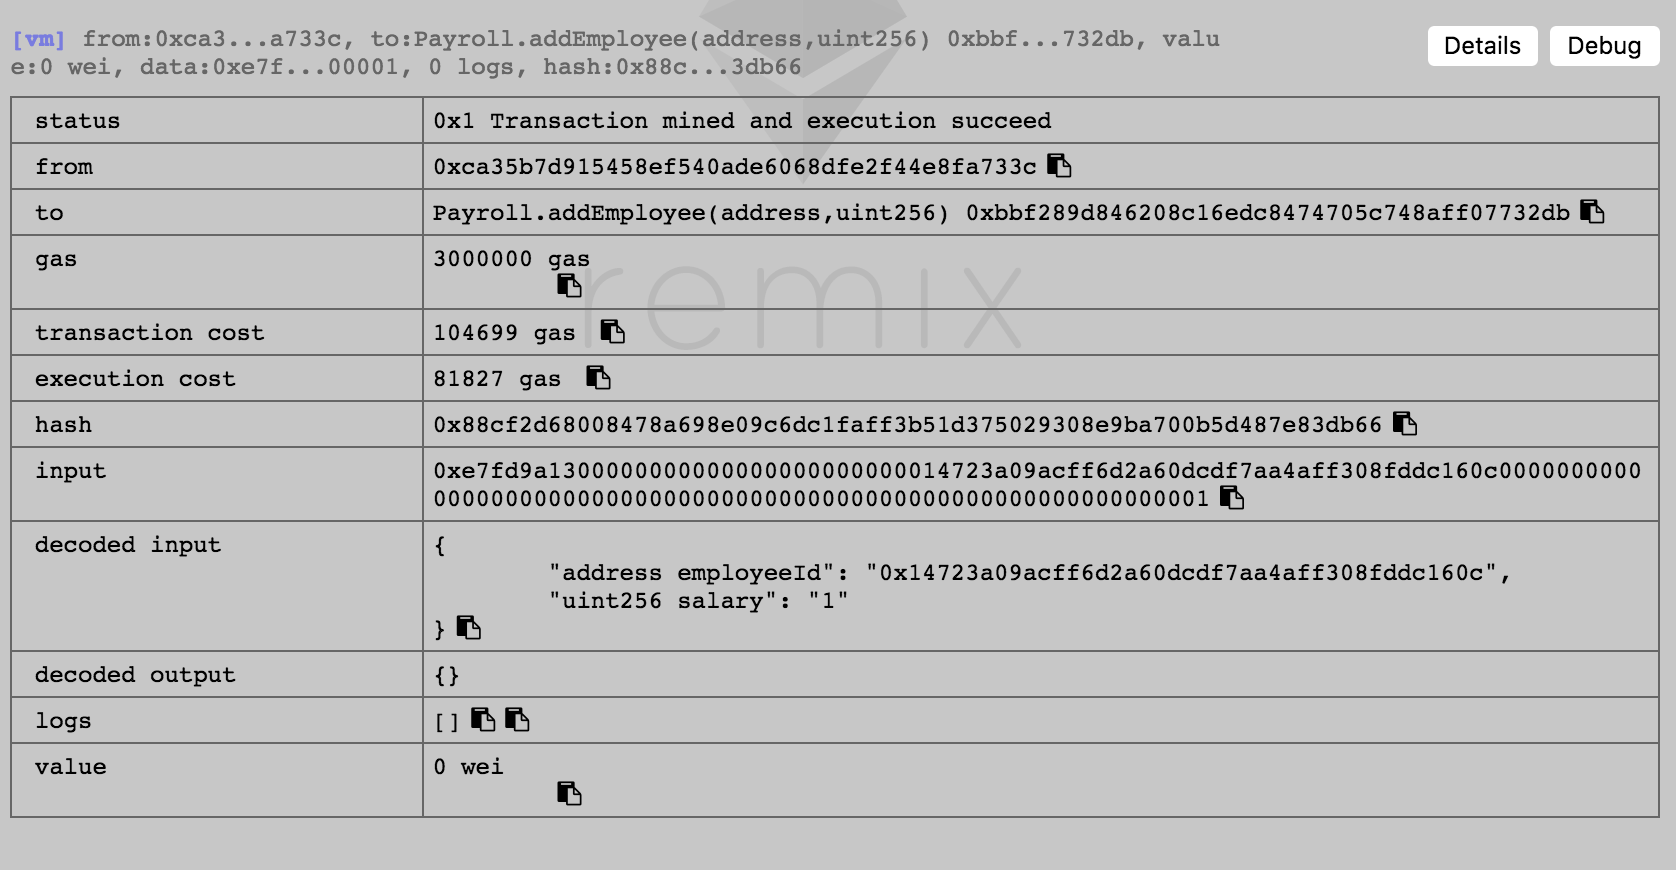 [vm] from:0xca3...a733c, to:Payroll.addEmployee(address,uint256) 0xbbf...732db, valu
e:0 wei, data:0xe7f...00001, 0 logs, hash:0x88c...3db66
Details Debug
status 0x1 Transaction mined and execution succeed
from 0xca35b7d915458ef540ade6068dfe2f44e8fa733c
to Payroll.addEmployee(address,uint256) 0xbbf289d846208c16edc8474705c748aff07732db
gas 3000000 gas
remix
transaction cost 104699 gas
execution cost 81827 gas
hash 0x88cf2d68008478a698e09c6dc1faff3b51d375029308e9ba700b5d487e83db66
input 0xe7fd9a1300000000000000000000000014723a09acff6d2a60dcdf7aa4aff308fddc160c0000000000
000000000000000000000000000000000000000000000000000001
decoded input {
"address employeeId": "0x14723a09acff6d2a60dcdf7aa4aff308fddc160c",
"uint256 salary": "1"
}
decoded output {}
logs []
value 0 wei